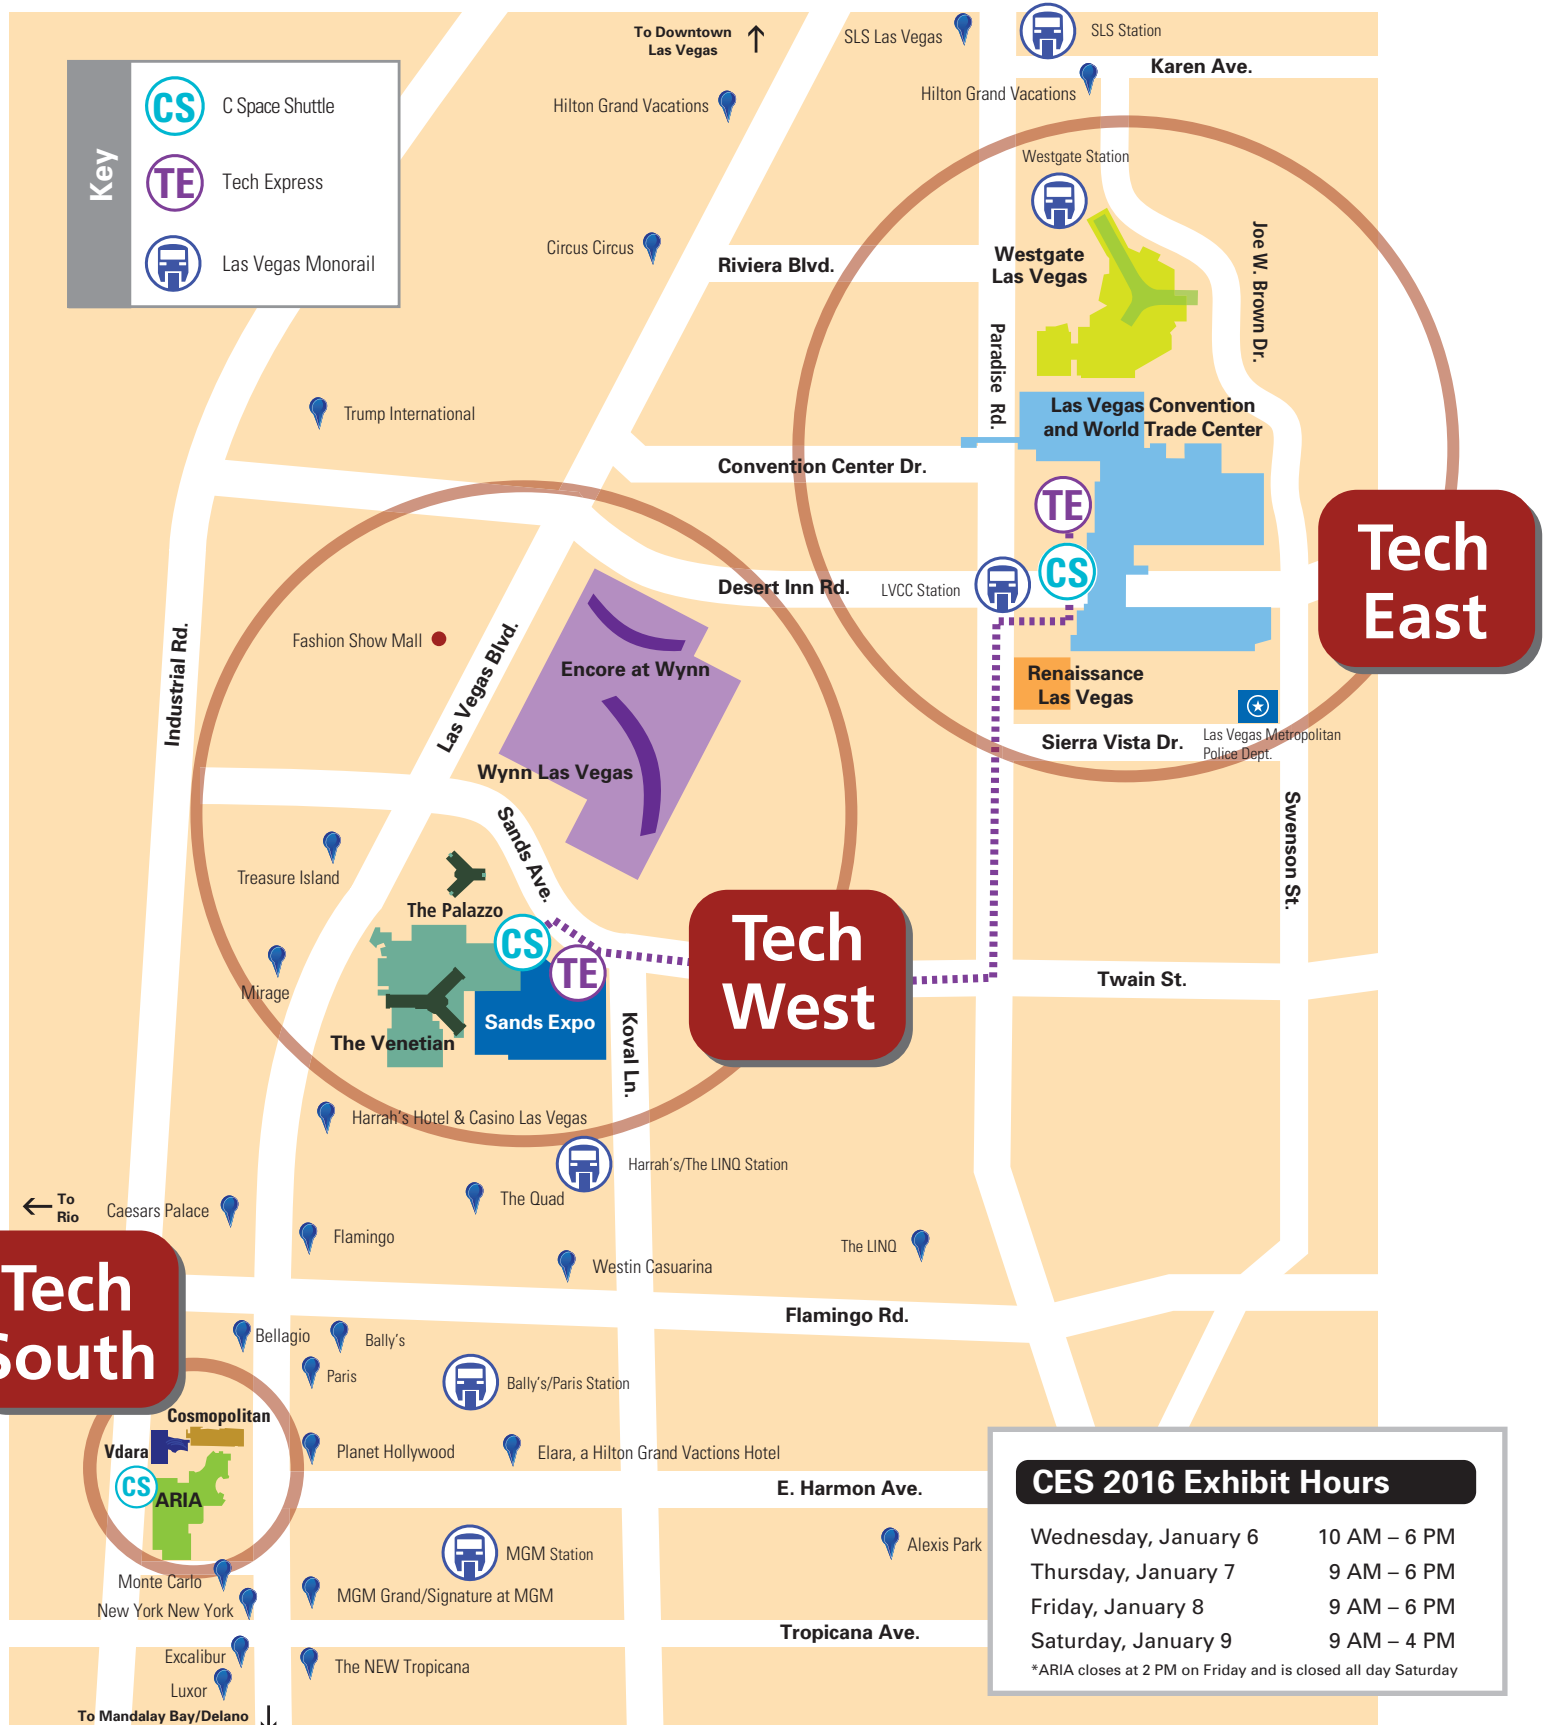 To Downtown
Las Vegas
SLS Las Vegas
SLS Station
Karen Ave.
Hilton Grand Vacations
Hilton Grand Vacations
Key
CS
C Space Shuttle
TE
Tech Express
Las Vegas Monorail
Westgate Station
Westgate
Las Vegas
Joe W. Brown Dr.
Circus Circus
Riviera Blvd.
Paradise Rd.
Trump International
Las Vegas Convention
and World Trade Center
Convention Center Dr.
TE
CS
Tech
East
Desert Inn Rd.
LVCC Station
Fashion Show Mall
Industrial Rd.
Las Vegas Blvd.
Encore at Wynn
Renaissance
Las Vegas
Las Vegas Metropolitan
Police Dept.
Sierra Vista Dr.
Wynn Las Vegas
Sands Ave.
Swenson St.
Treasure Island
The Palazzo
CS
TE
Tech
West
Twain St.
Mirage
Sands Expo
The Venetian
Koval Ln.
Harrah's Hotel & Casino Las Vegas
Harrah's/The LINQ Station
To
Rio
Caesars Palace
The Quad
Flamingo
The LINQ
Westin Casuarina
Tech
South
Flamingo Rd.
Bellagio
Bally's
Paris
Bally's/Paris Station
Cosmopolitan
Vdara
CS
ARIA
Planet Hollywood
Elara, a Hilton Grand Vactions Hotel
E. Harmon Ave.
MGM Station
Alexis Park
Monte Carlo
MGM Grand/Signature at MGM
New York New York
Tropicana Ave.
Excalibur
The NEW Tropicana
Luxor
To Mandalay Bay/Delano
CES 2016 Exhibit Hours
Wednesday, January 6 10 AM – 6 PM
Thursday, January 7 9 AM – 6 PM
Friday, January 8 9 AM – 6 PM
Saturday, January 9 9 AM – 4 PM
*ARIA closes at 2 PM on Friday and is closed all day Saturday